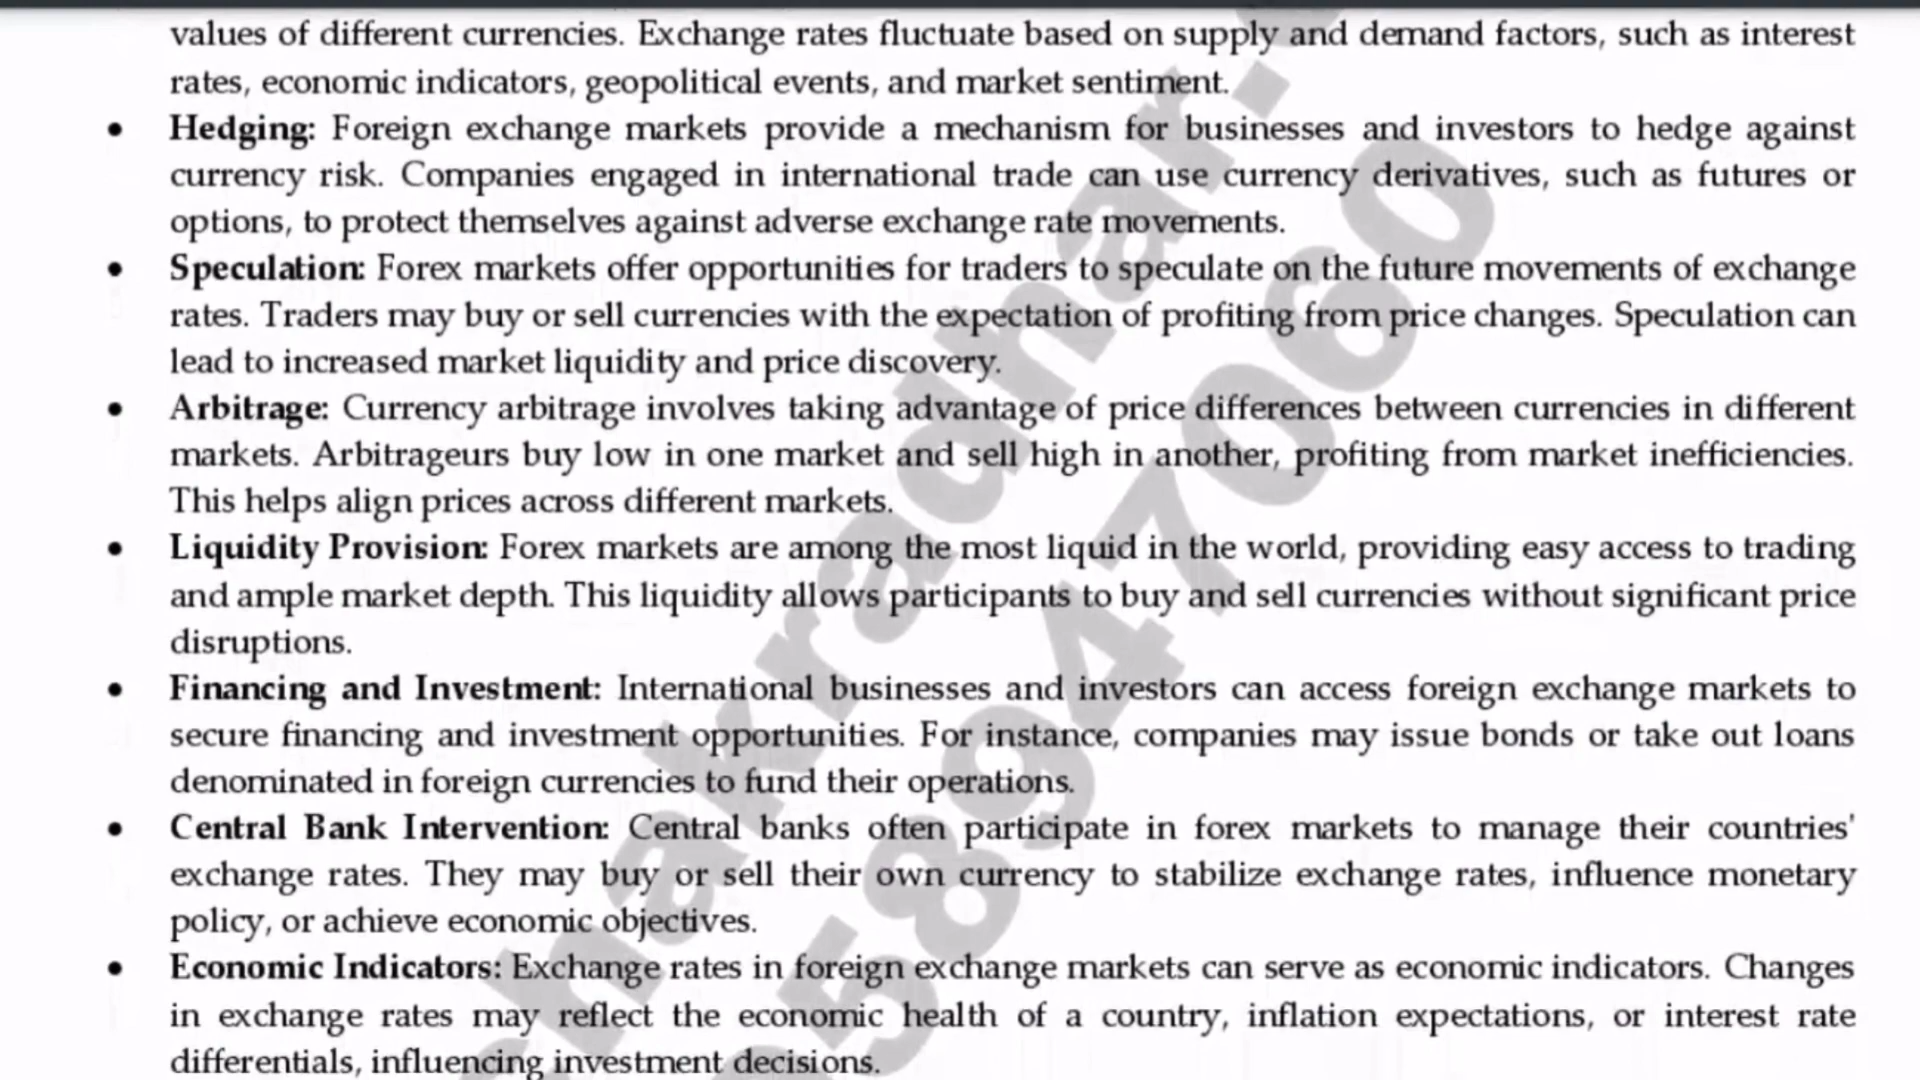 values of different currencies. Exchange rates fluctuate based on supply and demand factors, such as interest
rates, economic indicators, geopolitical events, and market sentiment.
• Hedging: Foreign exchange markets provide a mechanism for businesses and investors to hedge against
currency risk. Companies engaged in international trade can use currency derivatives, such as futures or
options, to protect themselves against adverse exchange rate movements.
• Speculation: Forex markets offer opportunities for traders to speculate on the future movements of exchange
rates. Traders may buy or sell currencies with the expectation of profiting from price changes. Speculation can
lead to increased market liquidity and price discovery.
• Arbitrage: Currency arbitrage involves taking advantage of price differences between currencies in different
markets. Arbitrageurs buy low in one market and sell high in another, profiting from market inefficiencies.
This helps align prices across different markets.
• Liquidity Provision: Forex markets are among the most liquid in the world, providing easy access to trading
and ample market depth. This liquidity allows participants to buy and sell currencies without significant price
disruptions.
• Financing and Investment: International businesses and investors can access foreign exchange markets to
secure financing and investment opportunities. For instance, companies may issue bonds or take out loans
denominated in foreign currencies to fund their operations.
• Central Bank Intervention: Central banks often participate in forex markets to manage their countries'
exchange rates. They may buy or sell their own currency to stabilize exchange rates, influence monetary
policy, or achieve economic objectives.
• Economic Indicators: Exchange rates in foreign exchange markets can serve as economic indicators. Changes
in exchange rates may reflect the economic health of a country, inflation expectations, or interest rate
differentials, influencing investment decisions.